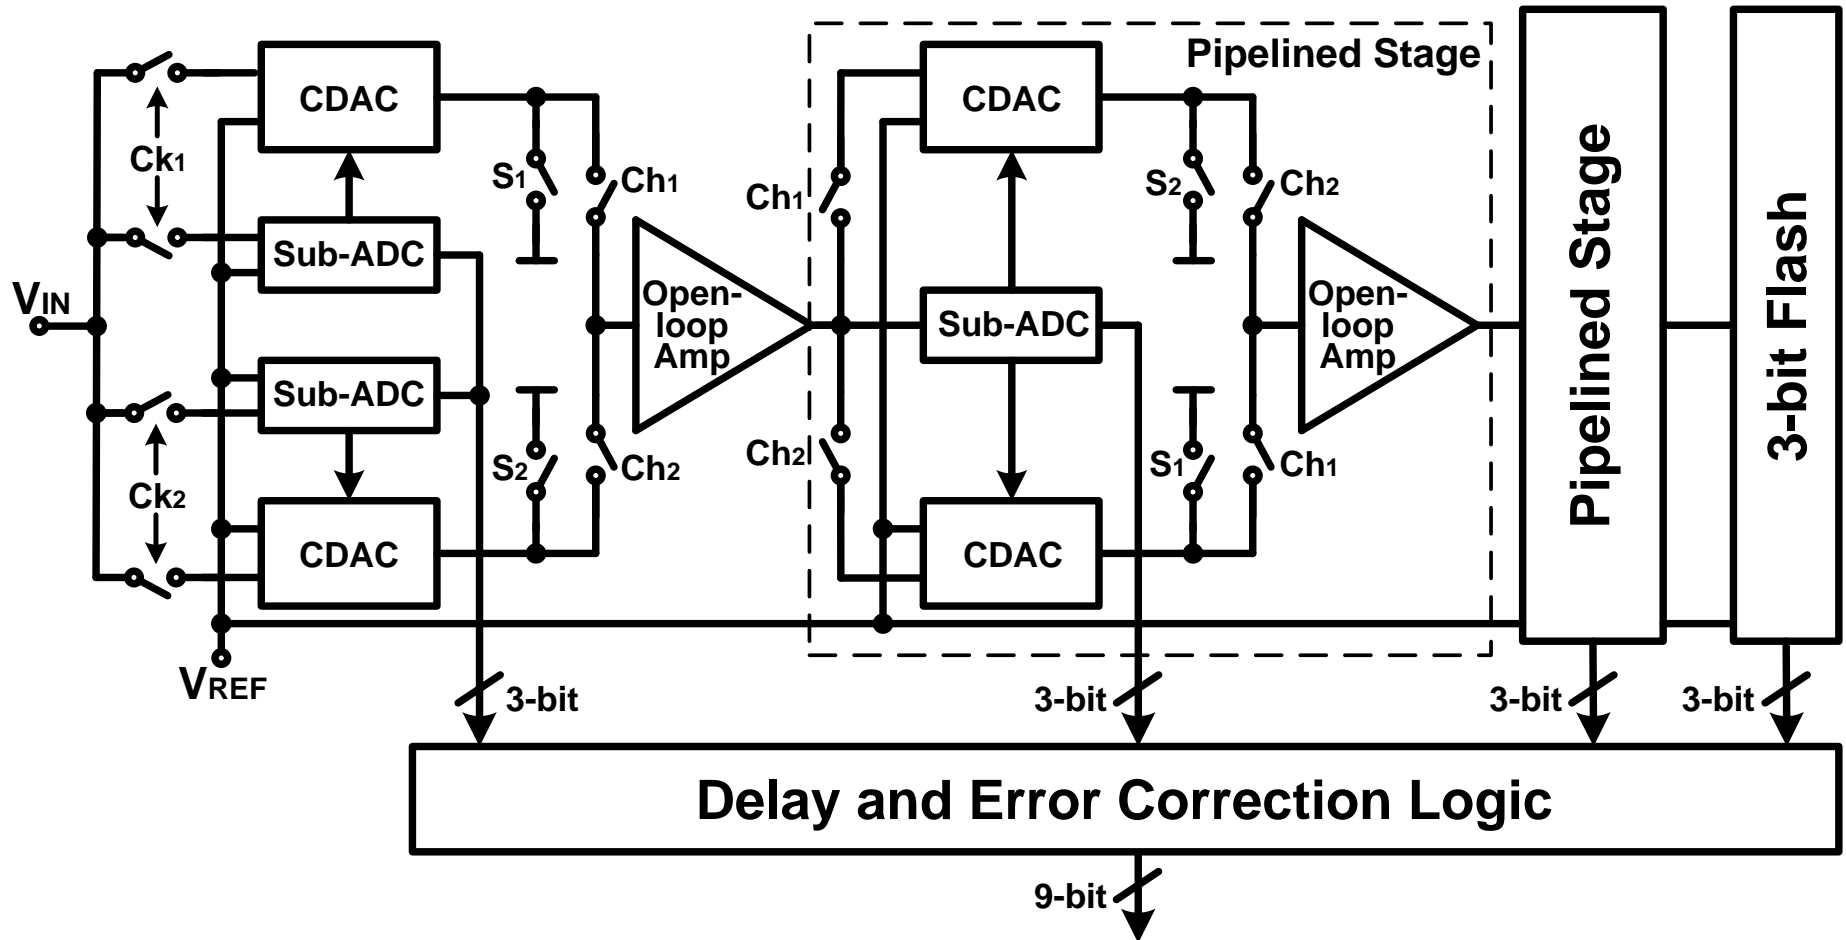 Pipelined Stage
CDAC
CDAC
Ck1
S1
Ch1
Ch1
S2
Ch2
Sub-ADC
VIN
Open-
loop
Amp
Sub-ADC
Open-
loop
Amp
Sub-ADC
Ck2
S2
Ch2
Ch2
S1
Ch1
CDAC
CDAC
VREF
Pipelined Stage
3-bit Flash
3-bit
3-bit
3-bit
3-bit
Delay and Error Correction Logic
9-bit